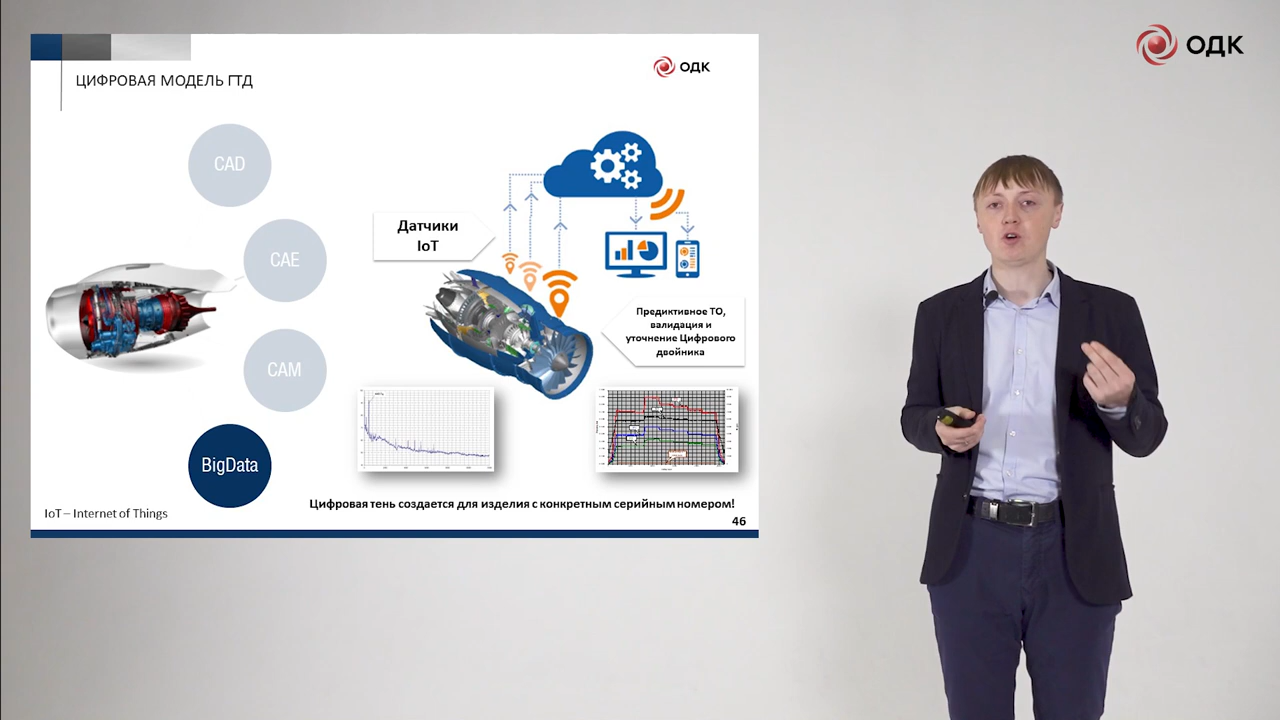 ЦИФРОВАЯ МОДЕЛЬ ГТД
ОДК
ОДК
CAD
CAE
CAM
BigData
Датчики
IoT
Предиктивное ТО,
валидация и
уточнение Цифрового
двойника
Цифровая тень создается для изделия с конкретным серийным номером!
IoT – Internet of Things
46